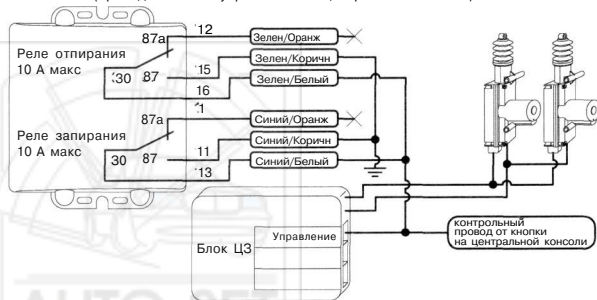 12
87a
Зелен/Оранж
Реле отпирания
10 А макс
15
Зелен/Коричн
30
87
16
Зелен/Белый
1
87a
Синий/Оранж
Реле запирания
10 А макс
11
Синий/Коричн
30
87
13
Синий/Белый
Блок ЦЗ
Управление
контрольный
провод от кнопки
на центральной консоли